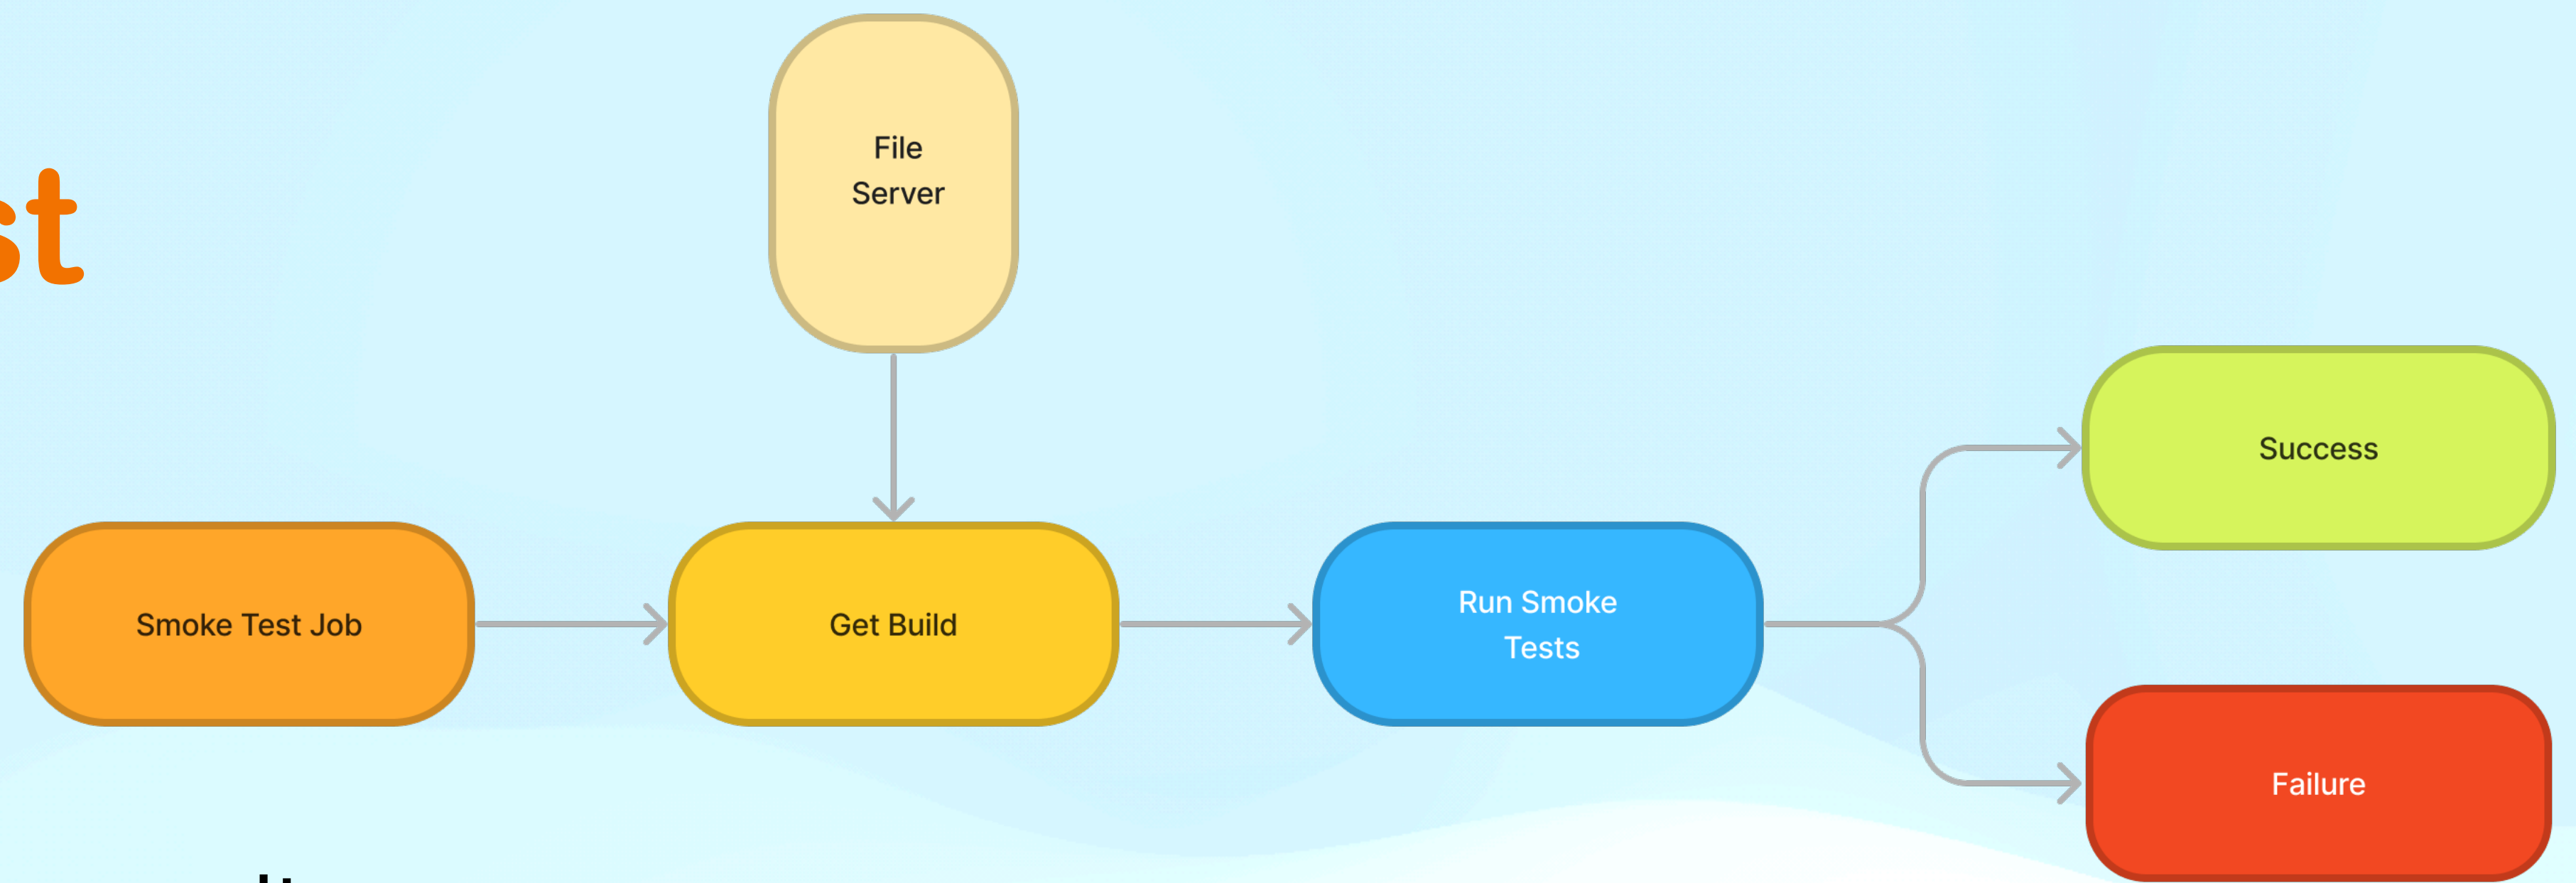 File
Server
st
Success
Smoke Test Job
Get Build
Run Smoke
Tests
Failure